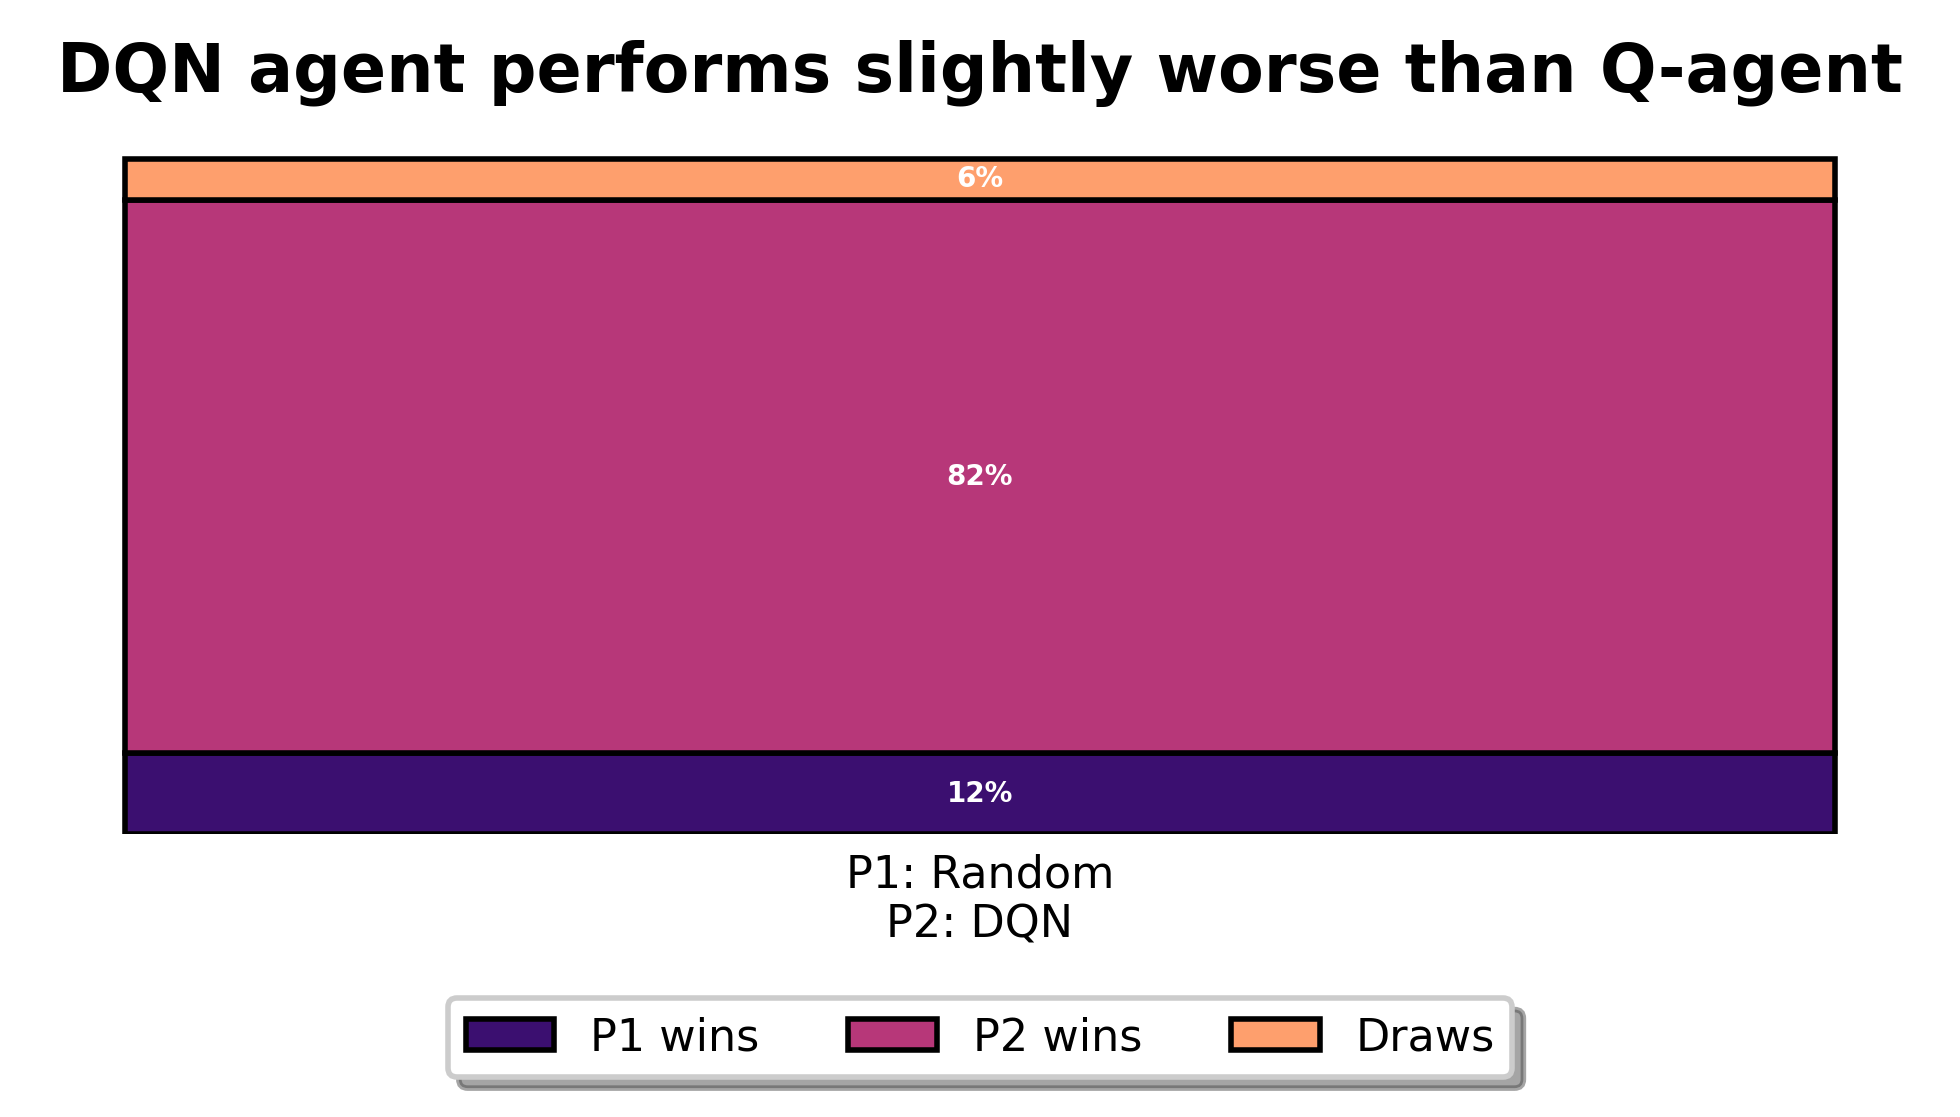 DQN agent performs slightly worse than Q-agent
6%
82%
12%
P1: Random
P2: DQN
P1 wins
P2 wins
Draws